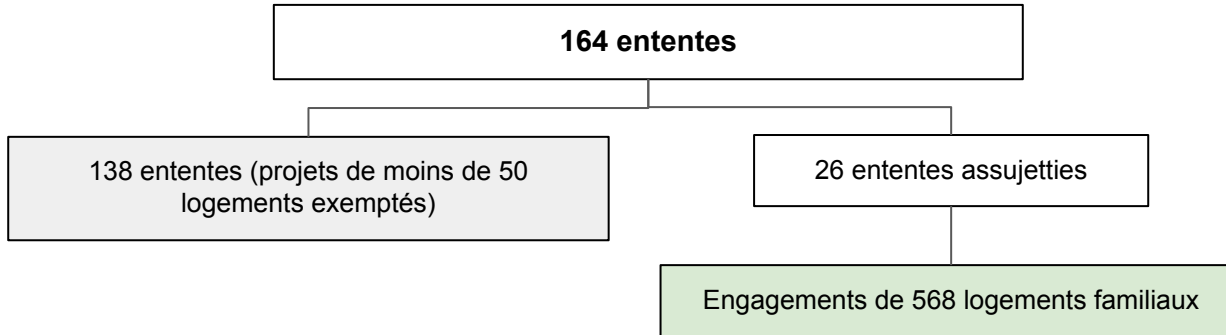 164 ententes
138 ententes (projets de moins de 50
logements exemptés)
26 ententes assujetties
Engagements de 568 logements familiaux